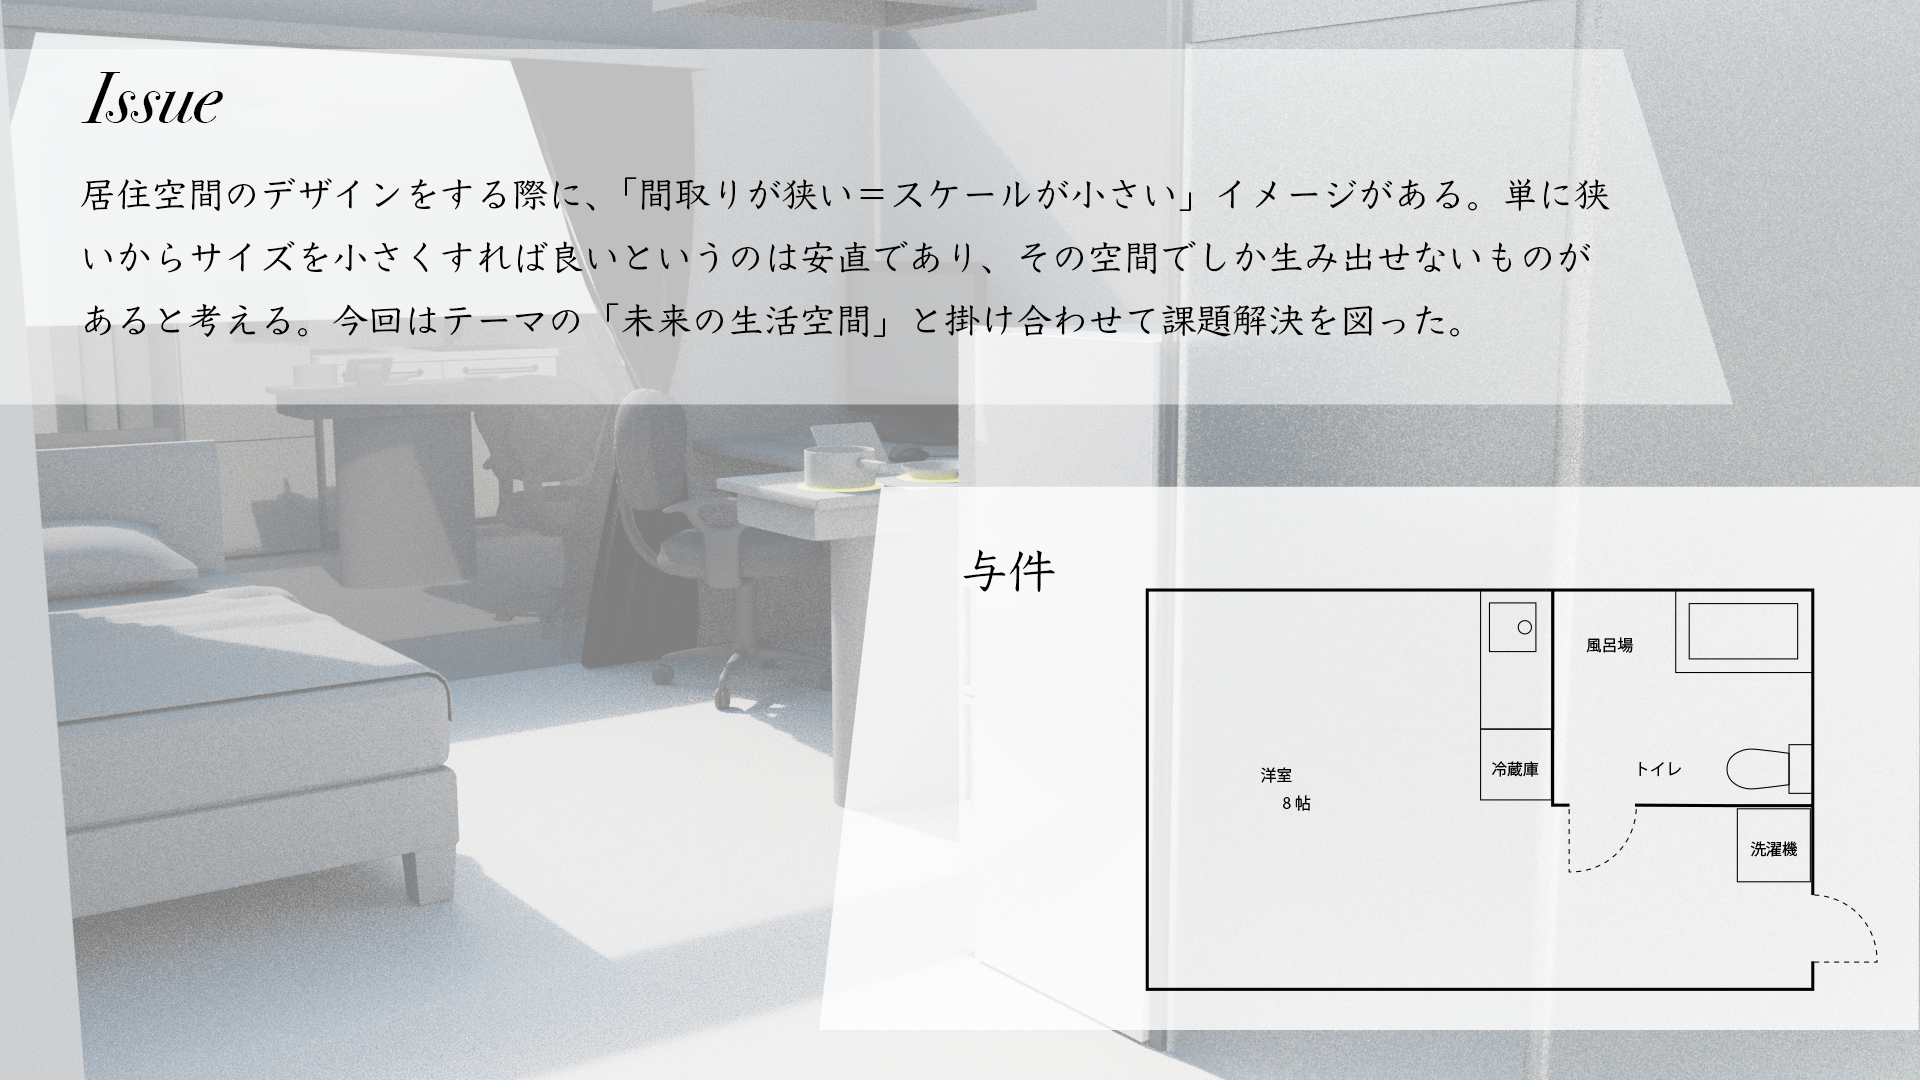 Issue
居住空間のデザインをする際に、「間取りが狭い＝スケールが小さい」イメージがある。単に狭
いからサイズを小さくすれば良いというのは安直であり、その空間でしか生み出せないものが
あると考える。今回はテーマの「未来の生活空間」と掛け合わせて課題解決を図った。
与件
風呂場
洋室
8帖
冷蔵庫
トイレ
洗濯機